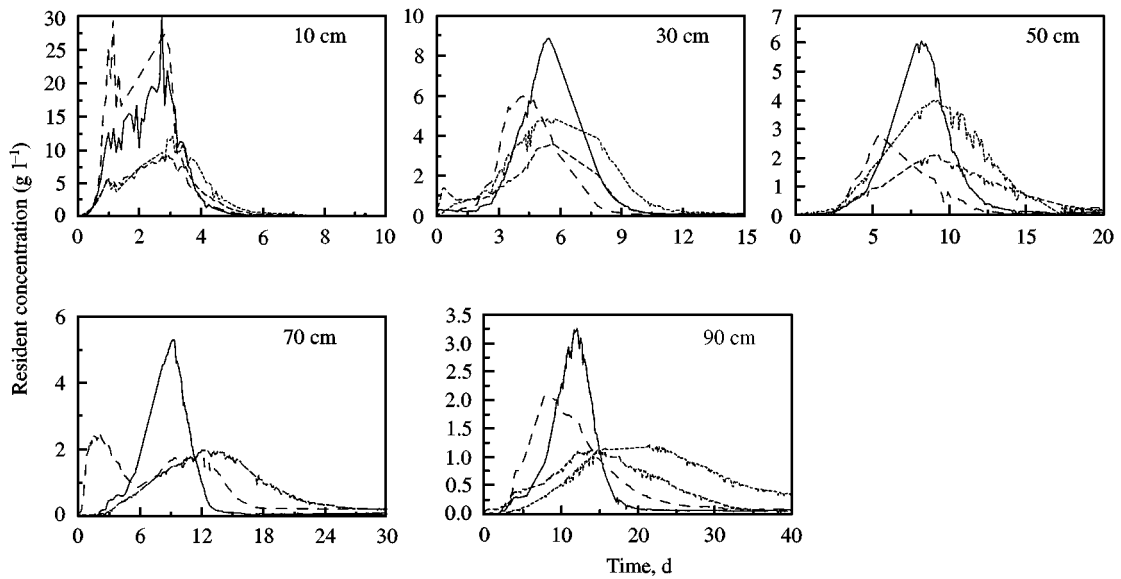 Resident concentration (g l⁻¹)
10 cm
30
25
20
15
10
5
0
0 2 4 6 8 10
30 cm
10
8
6
4
2
0
0 3 6 9 12 15
50 cm
7
6
5
4
3
2
1
0
0 5 10 15 20
70 cm
6
4
2
0
0 6 12 18 24 30
90 cm
3.5
3.0
2.5
2.0
1.5
1.0
0.5
0.0
0 10 20 30 40
Time, d